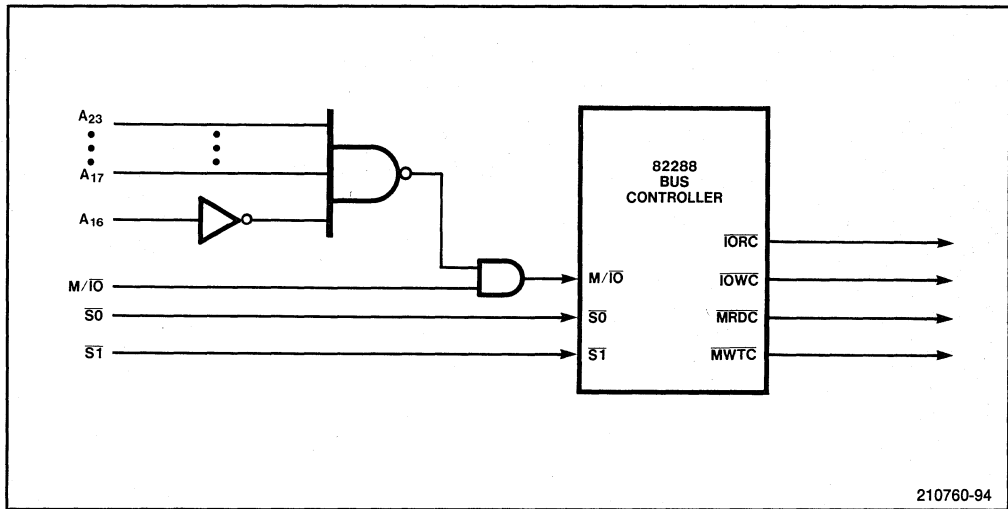 A23
A17
A16
M/IO
S0
S1
82288
BUS
CONTROLLER
M/IO
S0
S1
IORC
IOWC
MRDC
MWTC
210760-94